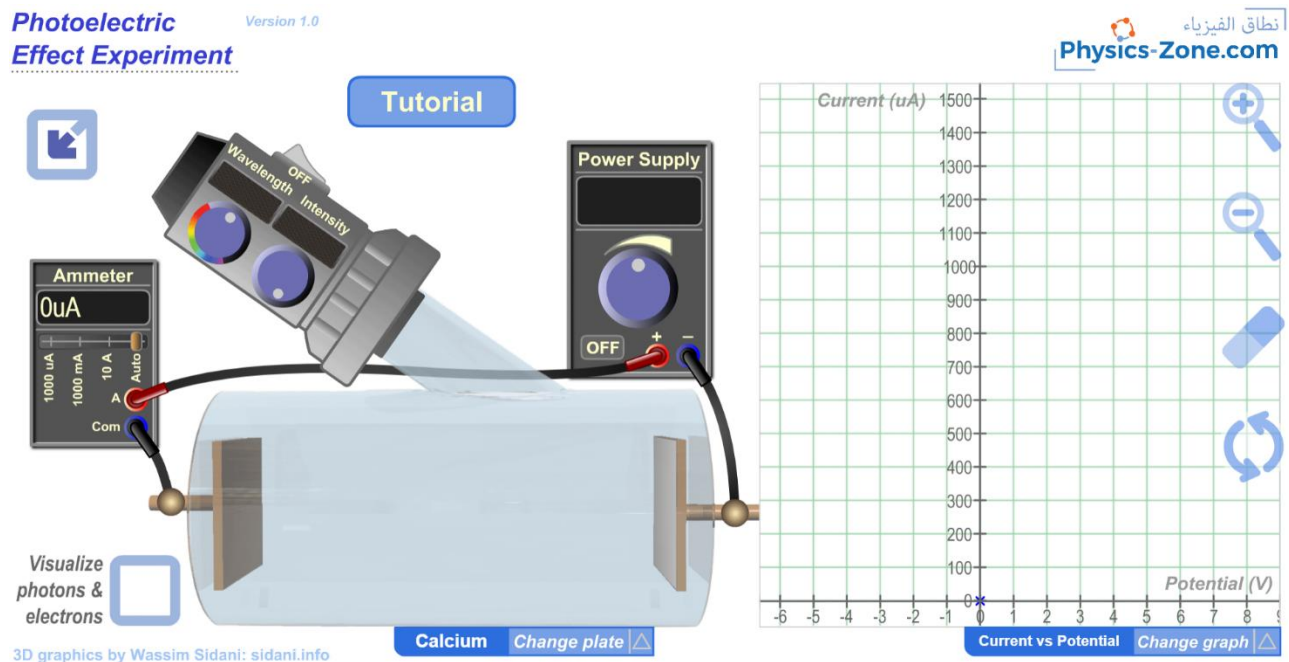 Photoelectric
Effect Experiment
Version 1.0
نطاق الفيزياء
Physics-Zone.com
Tutorial
OFF
Wavelength
Intensity
Power Supply
OFF
+
−
Ammeter
0uA
1000 uA
1000 mA
10 A
Auto
A
Com
Visualize
photons &
electrons
3D graphics by Wassim Sidani: sidani.info
Calcium
Change plate
Current (uA)
1500
1400
1300
1200
1100
1000
900
800
700
600
500
400
300
200
100
0
Potential (V)
-6 -5 -4 -3 -2 -1 0 1 2 3 4 5 6 7 8 9
Current vs Potential
Change graph